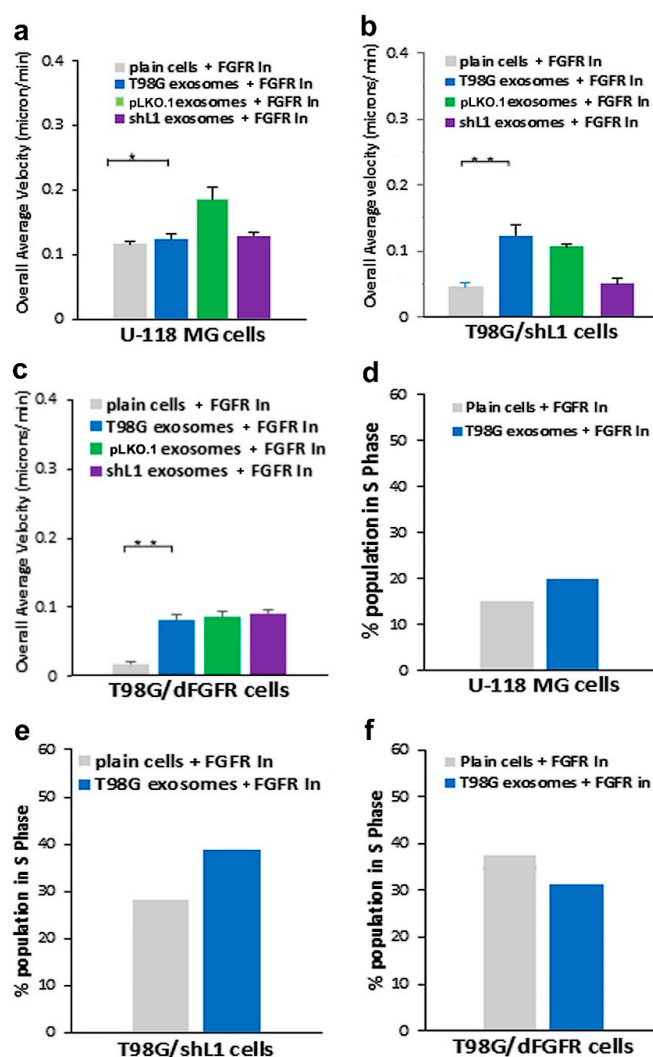 a
Overall Average Velocity (micron/min)
0.4
0.3
0.2
0.1
0
plain cells + FGFR In
T98G exosomes + FGFR In
pLKO.1exosomes + FGFR In
shL1 exosomes + FGFR In
*
U-118 MG cells
b
Overall Average velocity (microns/min)
0.4
0.3
0.2
0.1
0
plain cells + FGFR In
T98G exosomes + FGFR In
pLKO.1 exosomes + FGFR In
shL1 exosomes + FGFR In
* *
T98G/shL1 cells
c
Overall Average Velocity (microns/min)
0.4
0.3
0.2
0.1
0
plain cells + FGFR In
T98G exosomes + FGFR In
pLKO.1 exosomes + FGFR In
shL1 exosomes + FGFR In
* *
T98G/dFGFR cells
d
% population in S Phase
60
50
40
30
20
10
0
Plain cells + FGFR In
T98G exosomes + FGFR In
U-118 MG cells
e
% population in S Phase
60
50
40
30
20
10
0
plain cells + FGFR In
T98G exosomes + FGFR In
T98G/shL1 cells
f
% population in S Phase
60
50
40
30
20
10
0
Plain cells + FGFR In
T98G exosomes + FGFR in
T98G/dFGFR cells